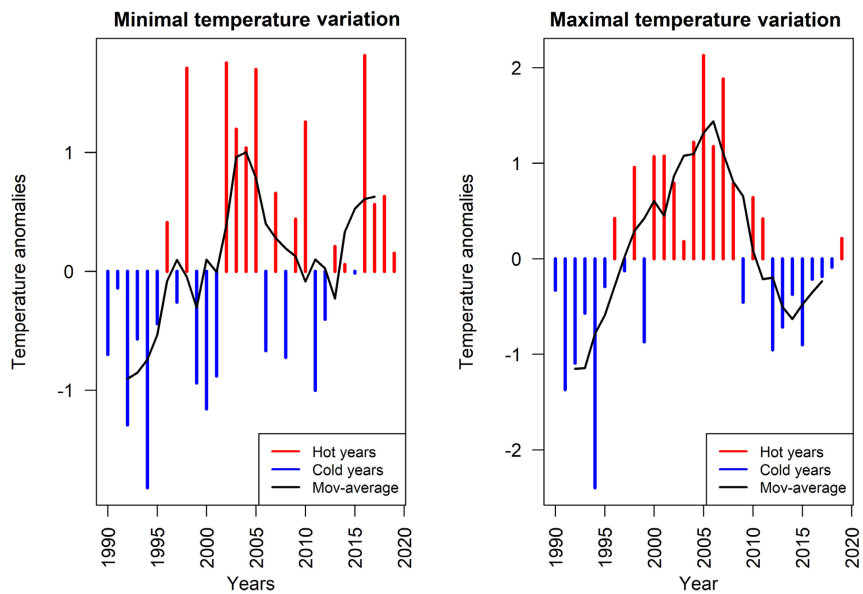 Minimal temperature variation
Temperature anomalies
1
0
-1
Hot years
Cold years
Mov-average
1990
1995
2000
2005
2010
2015
2020
Years
Maximal temperature variation
Temperature anomalies
2
1
0
-1
-2
Hot years
Cold years
Mov-average
1990
1995
2000
2005
2010
2015
2020
Year